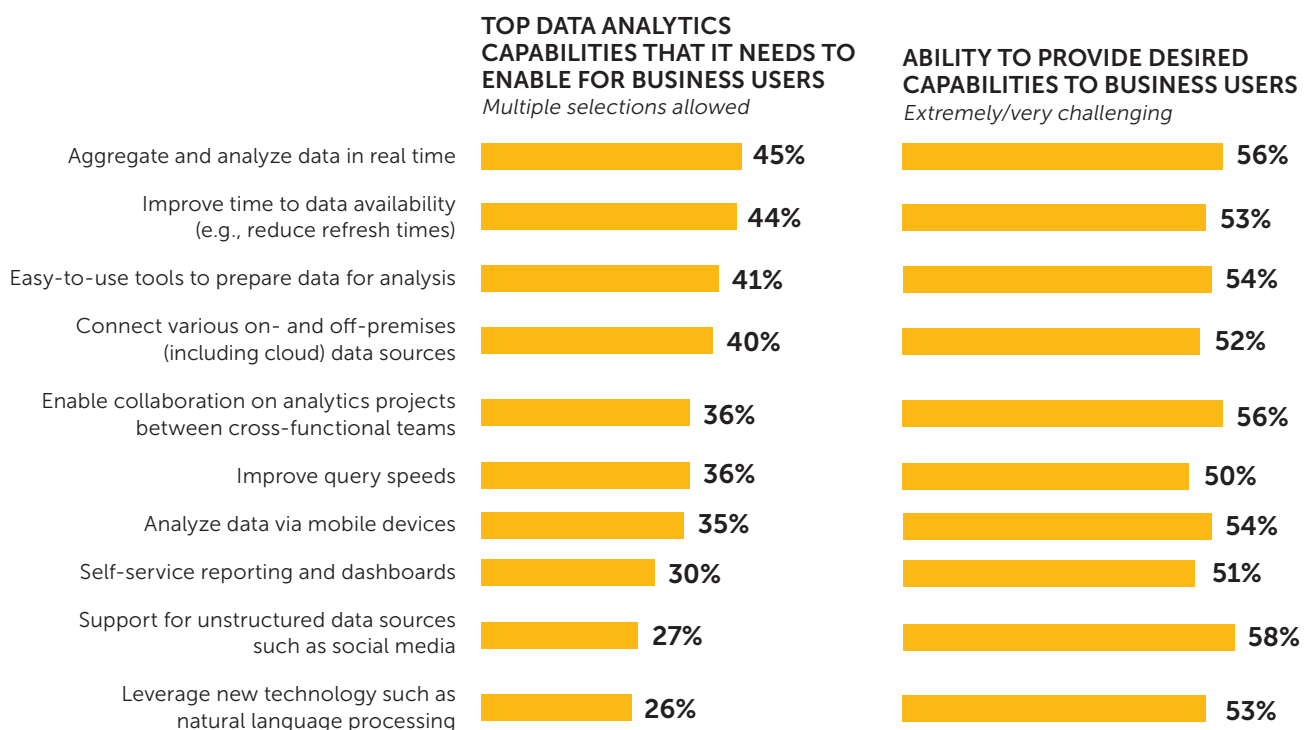 TOP DATA ANALYTICS
CAPABILITIES THAT IT NEEDS TO
ENABLE FOR BUSINESS USERS
Multiple selections allowed
ABILITY TO PROVIDE DESIRED
CAPABILITIES TO BUSINESS USERS
Extremely/very challenging
Aggregate and analyze data in real time 45% 56%
Improve time to data availability
(e.g., reduce refresh times) 44% 53%
Easy-to-use tools to prepare data for analysis 41% 54%
Connect various on- and off-premises
(including cloud) data sources 40% 52%
Enable collaboration on analytics projects
between cross-functional teams 36% 56%
Improve query speeds 36% 50%
Analyze data via mobile devices 35% 54%
Self-service reporting and dashboards 30% 51%
Support for unstructured data sources
such as social media 27% 58%
Leverage new technology such as
natural language processing 26% 53%